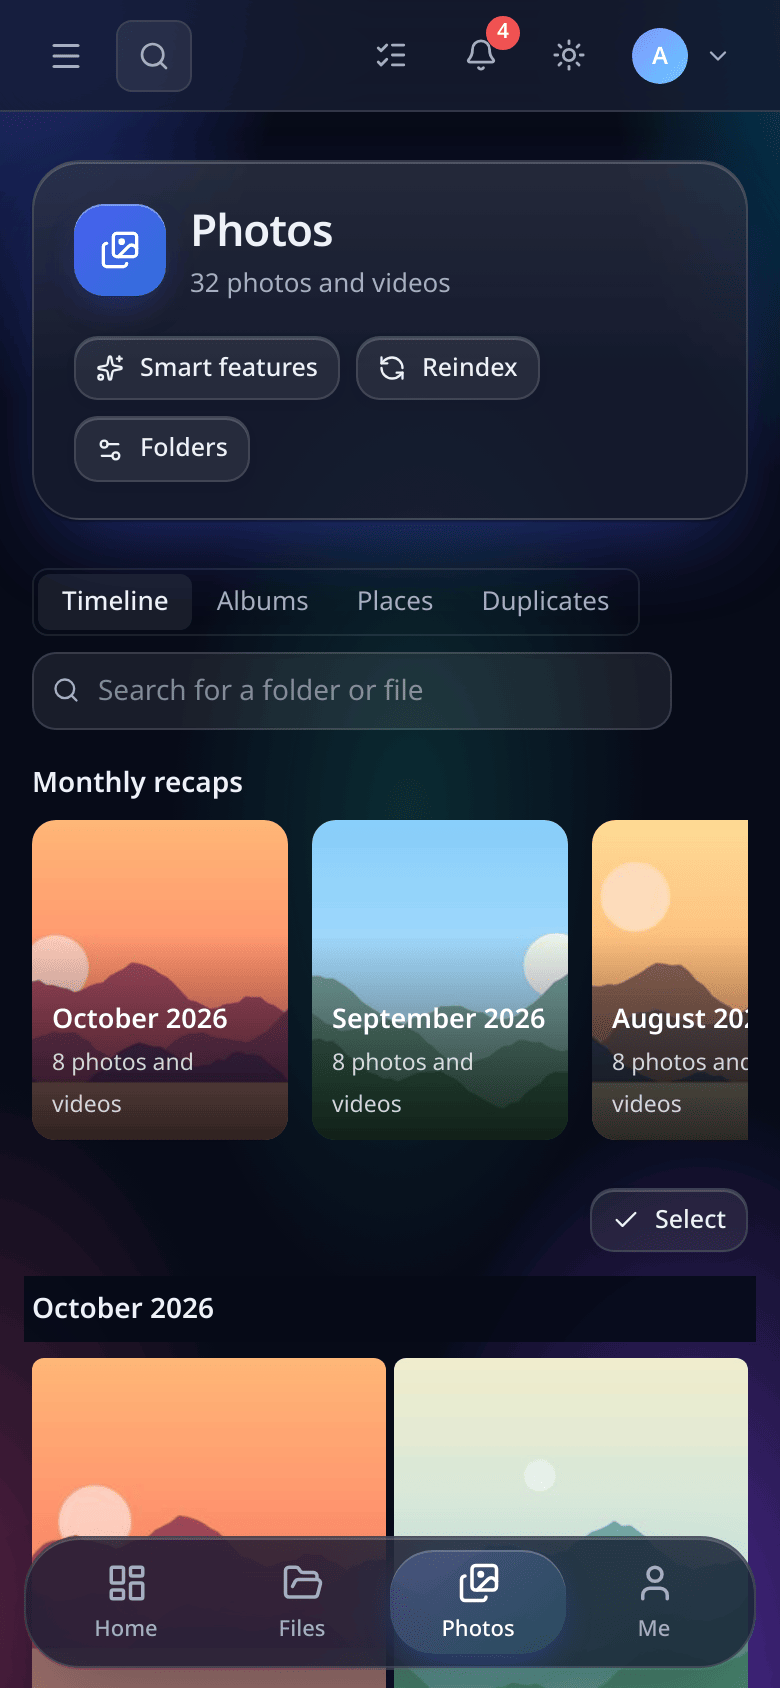 4
A
Photos
32 photos and videos
Smart features
Reindex
Folders
Timeline
Albums
Places
Duplicates
Search for a folder or file
Monthly recaps
October 2026
8 photos and
videos
September 2026
8 photos and
videos
August 202
8 photos and
videos
Select
October 2026
Home
Files
Photos
Me